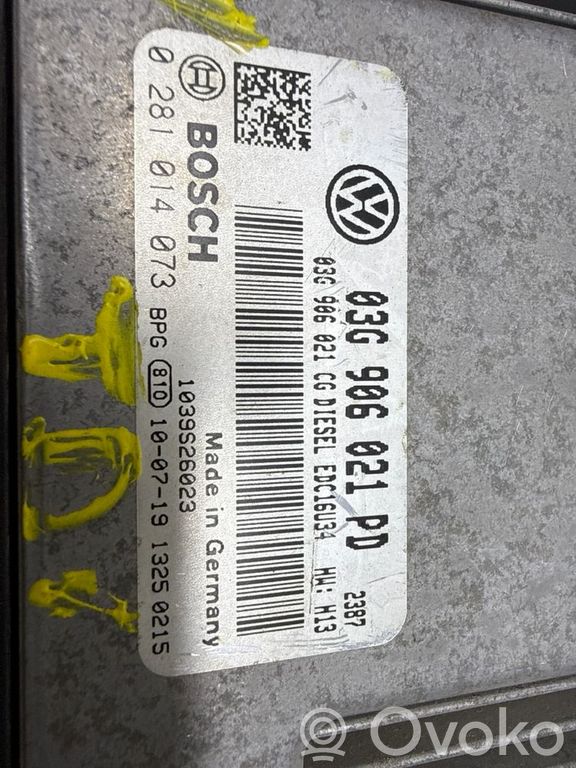 03G 906 021 PD
2387
03G 906 021 CG DIESEL EDC16U34 HW: H13
BOSCH
Made in Germany
1039S26023
0 281 014 073 BPG 810 10-07-19 1325 0215
Ovoko